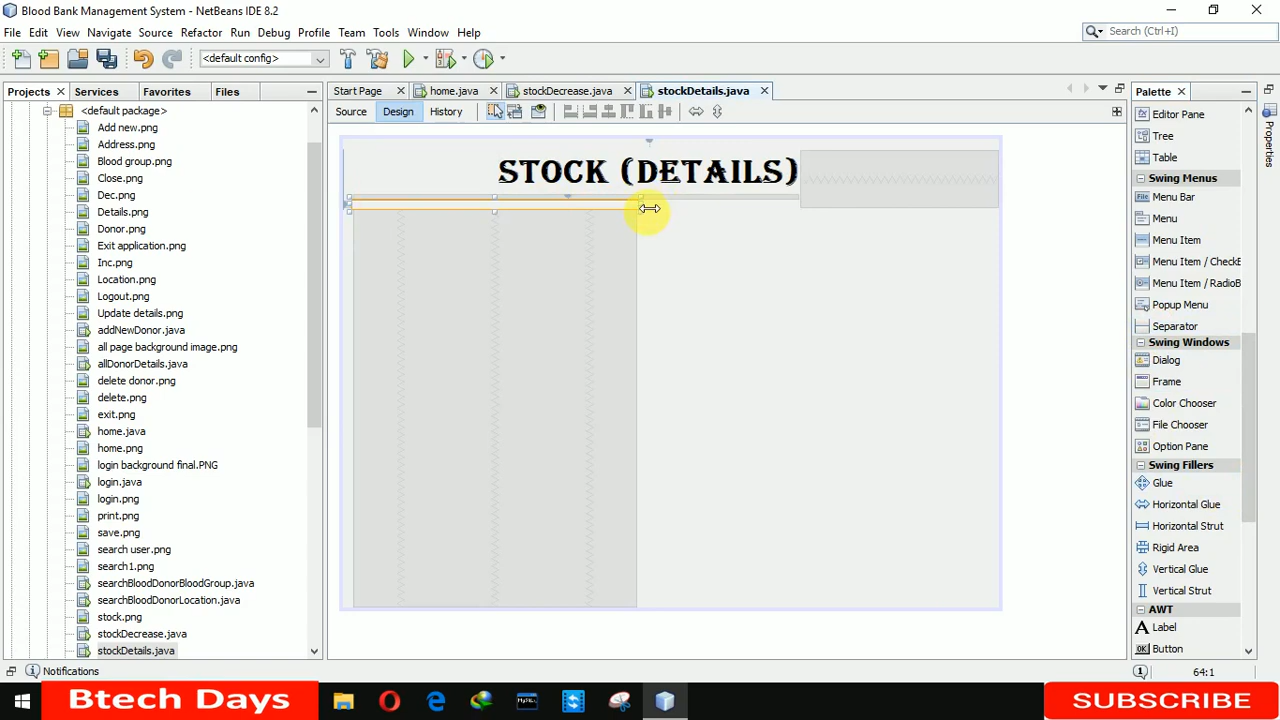 Blood Bank Management System - NetBeans IDE 8.2
File Edit View Navigate Source Refactor Run Debug Profile Team Tools Window Help
Search (Ctrl+I)
<default config>
Projects Services Favorites Files
Start Page home.java stockDecrease.java stockDetails.java
Palette
Source Design History
<default package>
Add new.png
Address.png
Blood group.png
Close.png
Dec.png
Details.png
Donor.png
Exit application.png
Inc.png
Location.png
Logout.png
Update details.png
addNewDonor.java
all page background image.png
allDonorDetails.java
delete donor.png
delete.png
exit.png
home.java
home.png
login background final.PNG
login.java
login.png
print.png
save.png
search user.png
search1.png
searchBloodDonorBloodGroup.java
searchBloodDonorLocation.java
stock.png
stockDecrease.java
stockDetails.java
STOCK (DETAILS)
Editor Pane
Tree
Table
Swing Menus
Menu Bar
Menu
Menu Item
Menu Item / CheckB
Menu Item / RadioB
Popup Menu
Separator
Swing Windows
Dialog
Frame
Color Chooser
File Chooser
Option Pane
Swing Fillers
Glue
Horizontal Glue
Horizontal Strut
Rigid Area
Vertical Glue
Vertical Strut
AWT
Label
Button
Properties
Notifications
64:1
Btech Days
SUBSCRIBE